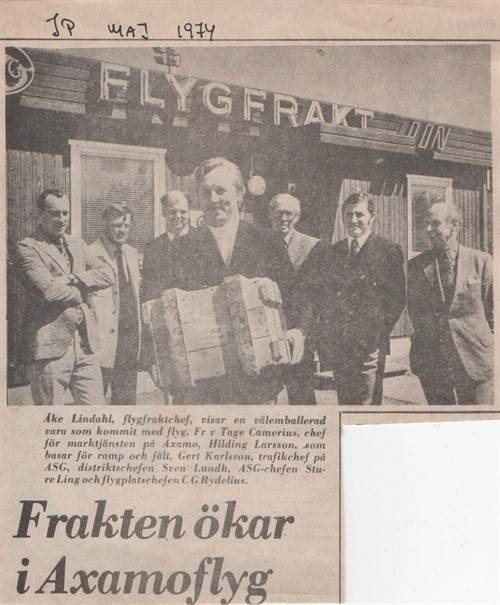 JP MAJ 1974
G
FLYGFRAKT
Åke Lindahl, flygfraktchef, visar en välemballerad
vara som kommit med flyg. Fr v Tage Camerius, chef
för marktjänsten på Axamo, Hilding Larsson, som
basar för ramp och fält, Gert Karlsson, trafikchef på
ASG, distriktschefen Sven Lundh, ASG-chefen Stu-
re Ling och flygplatschefen C G Rydelius.
Frakten ökar
i Axamoflyg